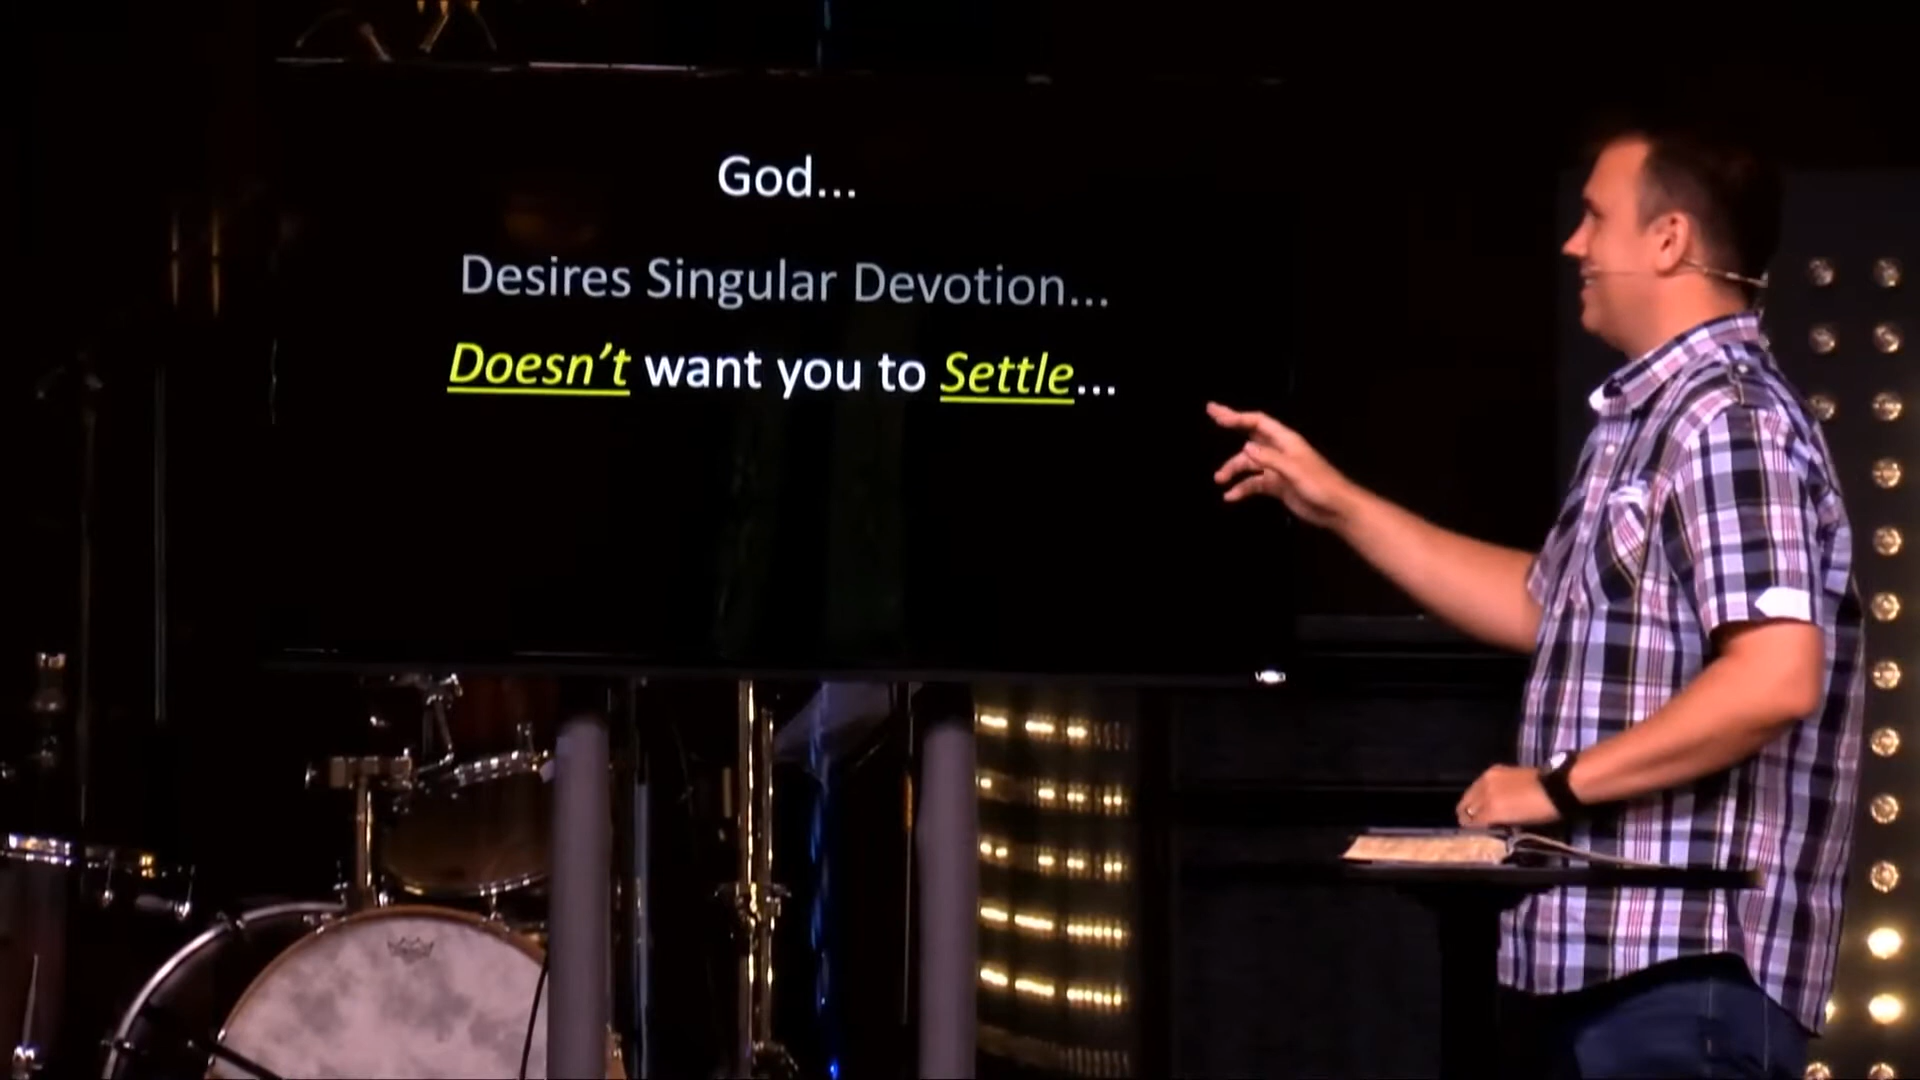 God...
Desires Singular Devotion...
Doesn't want you to Settle...